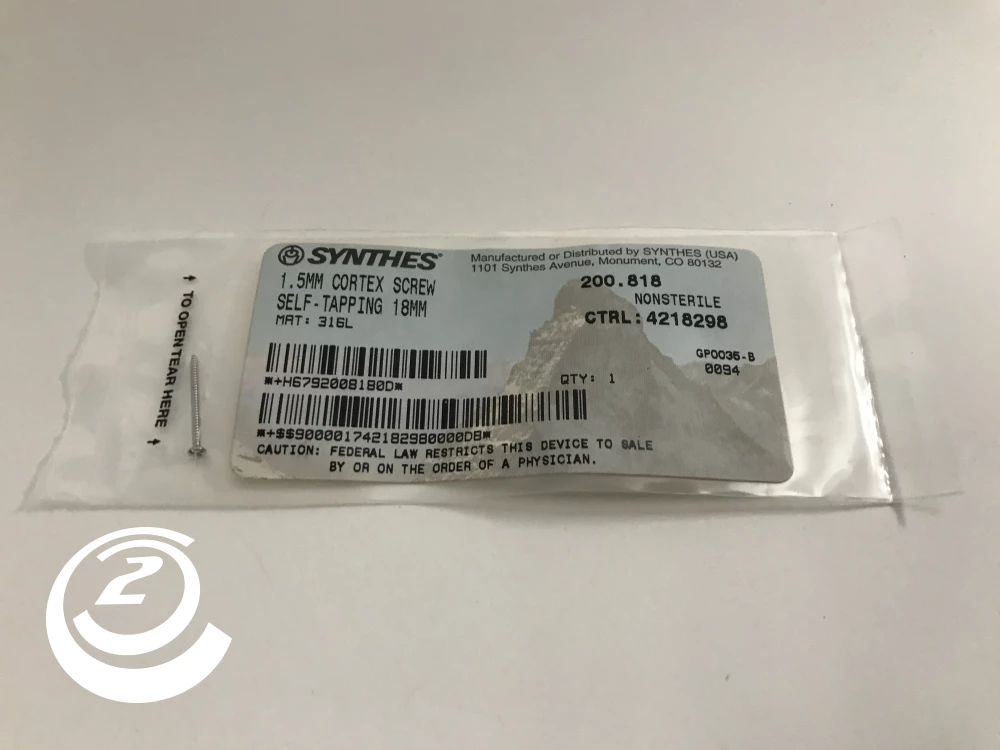 SYNTHES®
Manufactured or Distributed by SYNTHES (USA)
1101 Synthes Avenue, Monument, CO 80132
1.5MM CORTEX SCREW
SELF-TAPPING 18MM
MAT: 316L
200.818
NONSTERILE
CTRL: 4218298
GP0035-B
0094
*+H6792008180D*
QTY: 1
*+$$900001742182980000DB*
CAUTION: FEDERAL LAW RESTRICTS THIS DEVICE TO SALE
BY OR ON THE ORDER OF A PHYSICIAN.
↑ TO OPEN TEAR HERE ↑
2